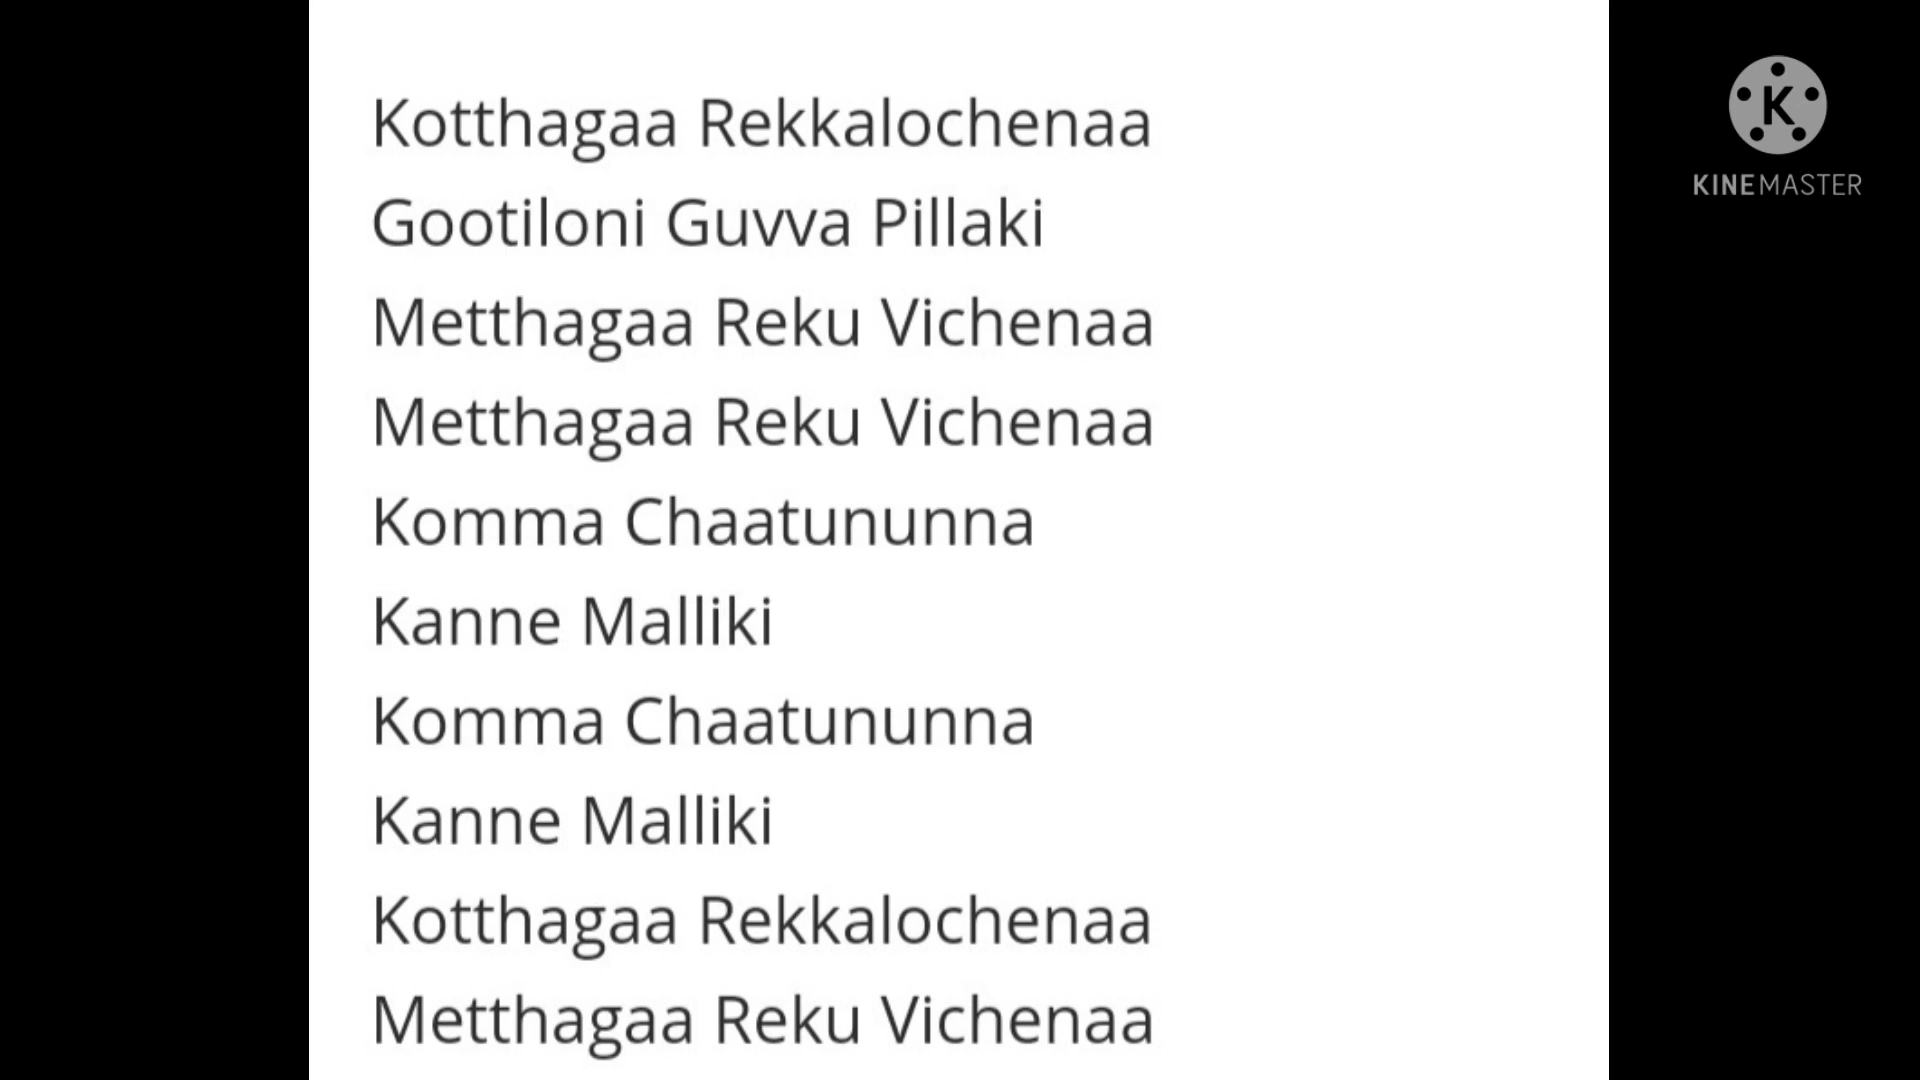 Kotthagaa Rekkalochenaa
Gootiloni Guvva Pillaki
Metthagaa Reku Vichenaa
Metthagaa Reku Vichenaa
Komma Chaatununna
Kanne Malliki
Komma Chaatununna
Kanne Malliki
Kotthagaa Rekkalochenaa
Metthagaa Reku Vichenaa
K
KINEMASTER